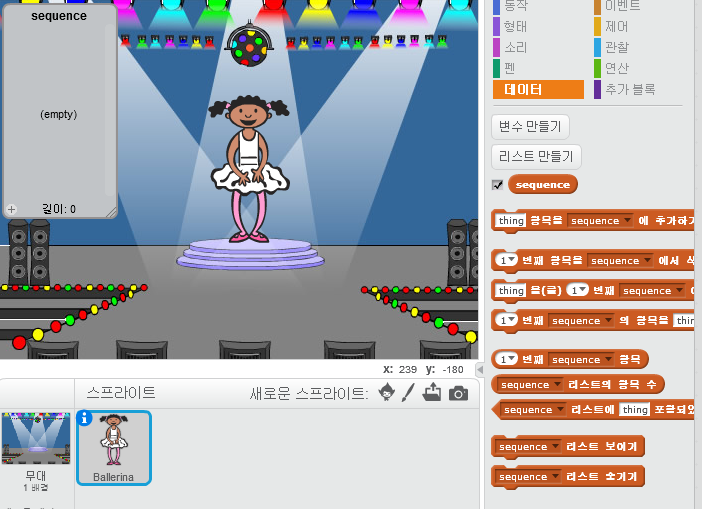 sequence
(empty)
길이: 0
x: 239 y: -180
스프라이트 새로운 스프라이트:
무대
1 배경
Ballerina
동작 이벤트
형태 제어
소리 관찰
펜 연산
데이터 추가 블록
변수 만들기
리스트 만들기
sequence
thing 항목을 sequence 에 추가하기
1 번째 항목을 sequence 에서 삭
thing 을(를) 1 번째 sequence
1 번째 sequence 의 항목을 thin
1 번째 sequence 항목
sequence 리스트의 항목 수
sequence 리스트에 thing 포함되었
sequence 리스트 보이기
sequence 리스트 숨기기